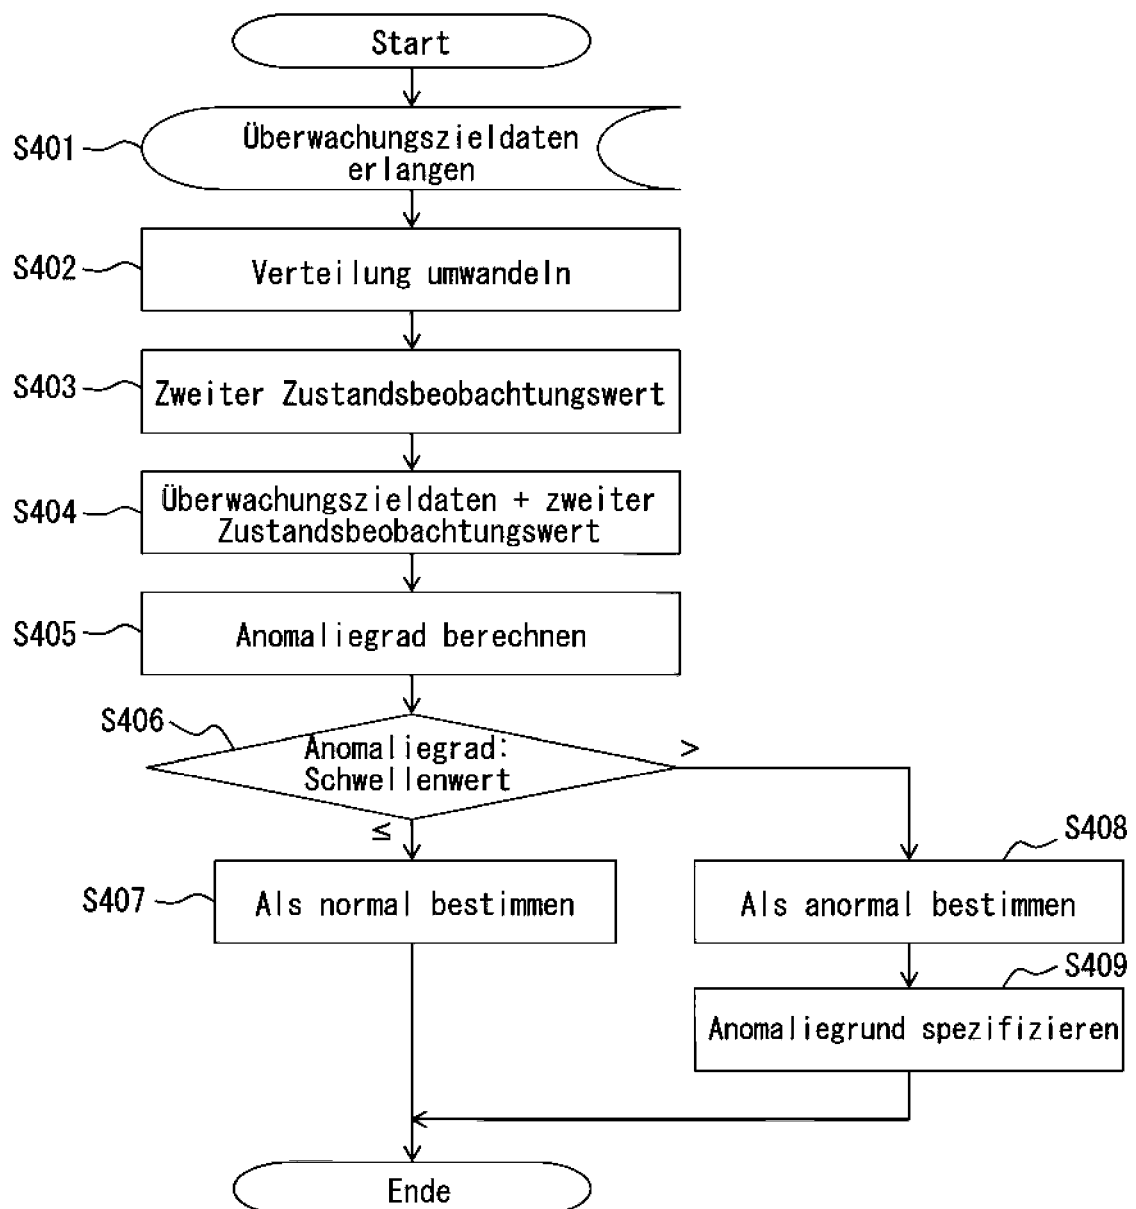 Start
S401
Überwachungszieldaten
erlangen
S402
Verteilung umwandeln
S403
Zweiter Zustandsbeobachtungswert
S404
Überwachungszieldaten + zweiter
Zustandsbeobachtungswert
S405
Anomaliegrad berechnen
S406
Anomaliegrad:
Schwellenwert
>
≤
S407
Als normal bestimmen
S408
Als anormal bestimmen
S409
Anomaliegrund spezifizieren
Ende